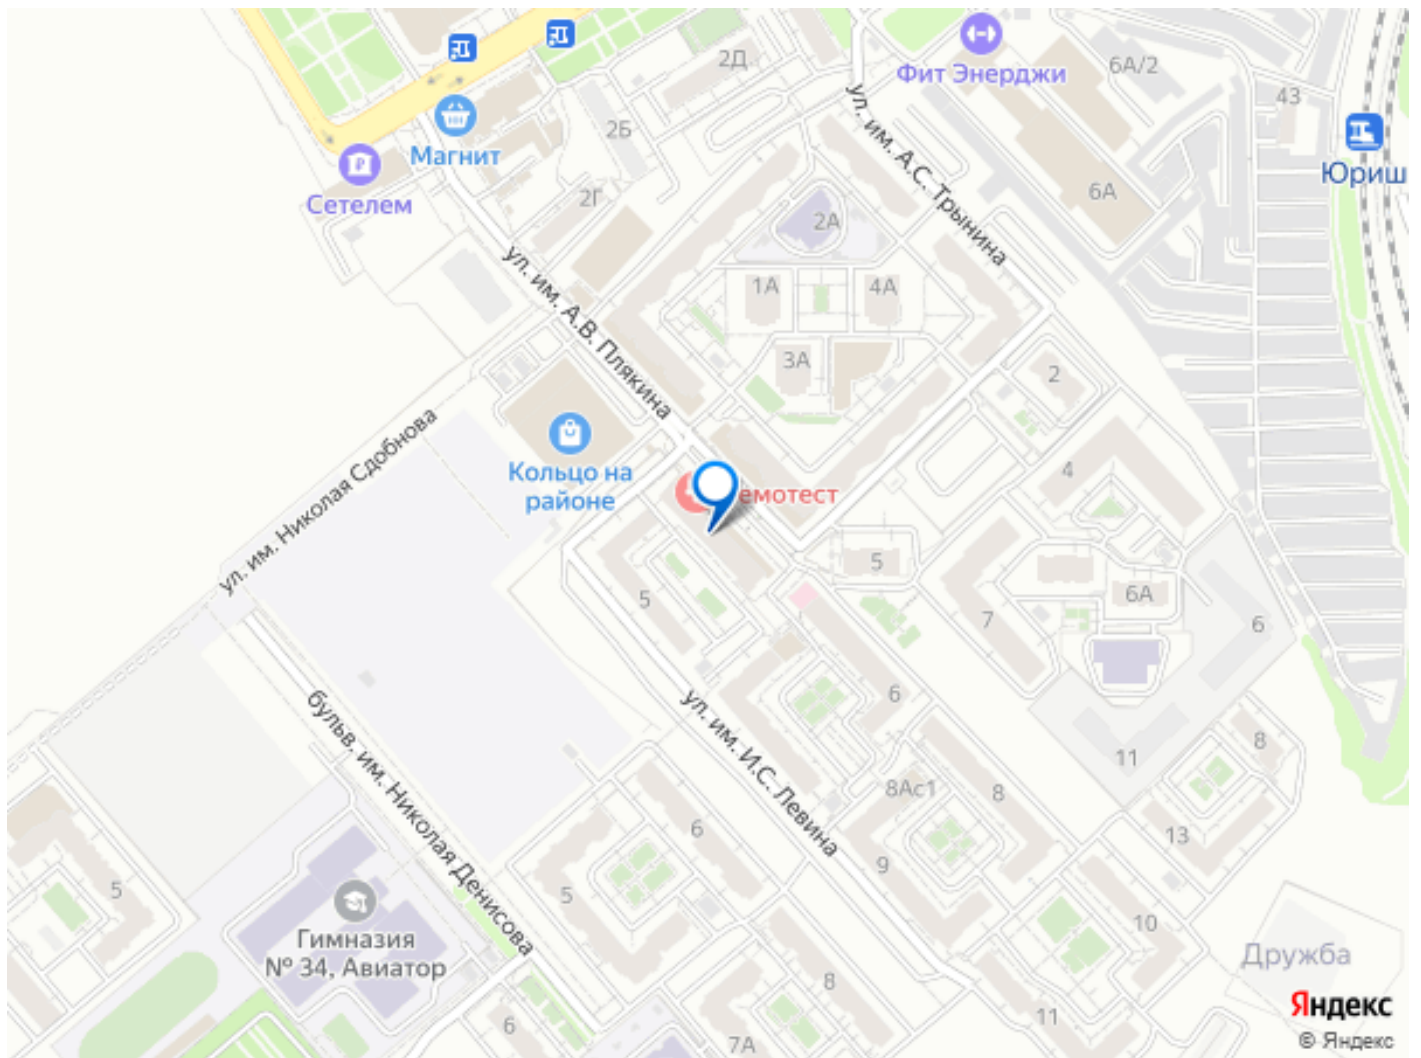 2Д
Фит Энерджи
6А/2
43
Магнит
2Б
ул. им. А.С. Трынина
Юриш
Сетелем
2Г
2А
6А
ул. им. А.В. Плякина
1А
4А
3А
2
ул. им. Николая Сдобнова
Кольцо на
районе
емотест
4
5
5
6А
7
6
6
бульв. им. Николая Денисова
ул. им. И.С. Левина
8
11
8Ас1
8
6
9
13
5
5
10
Гимназия
№ 34, Авиатор
Дружба
8
6
7А
11
Яндекс
© Яндекс